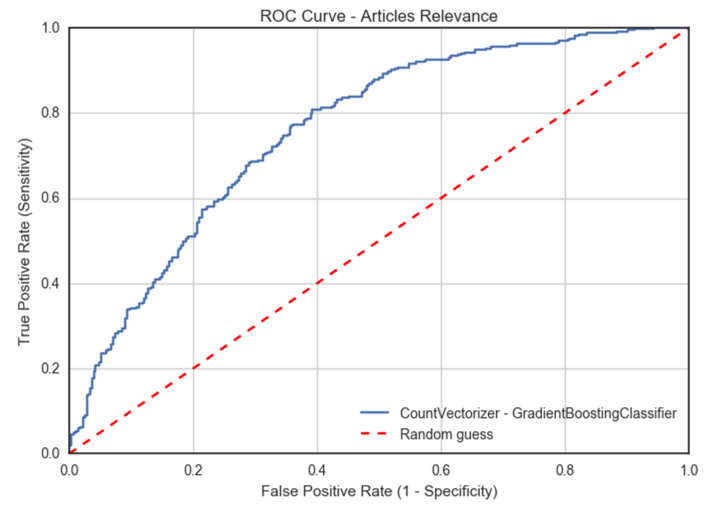 ROC Curve - Articles Relevance
1.0
0.8
0.6
0.4
0.2
0.0
True Positive Rate (Sensitivity)
CountVectorizer - GradientBoostingClassifier
Random guess
0.0 0.2 0.4 0.6 0.8 1.0
False Positive Rate (1 - Specificity)